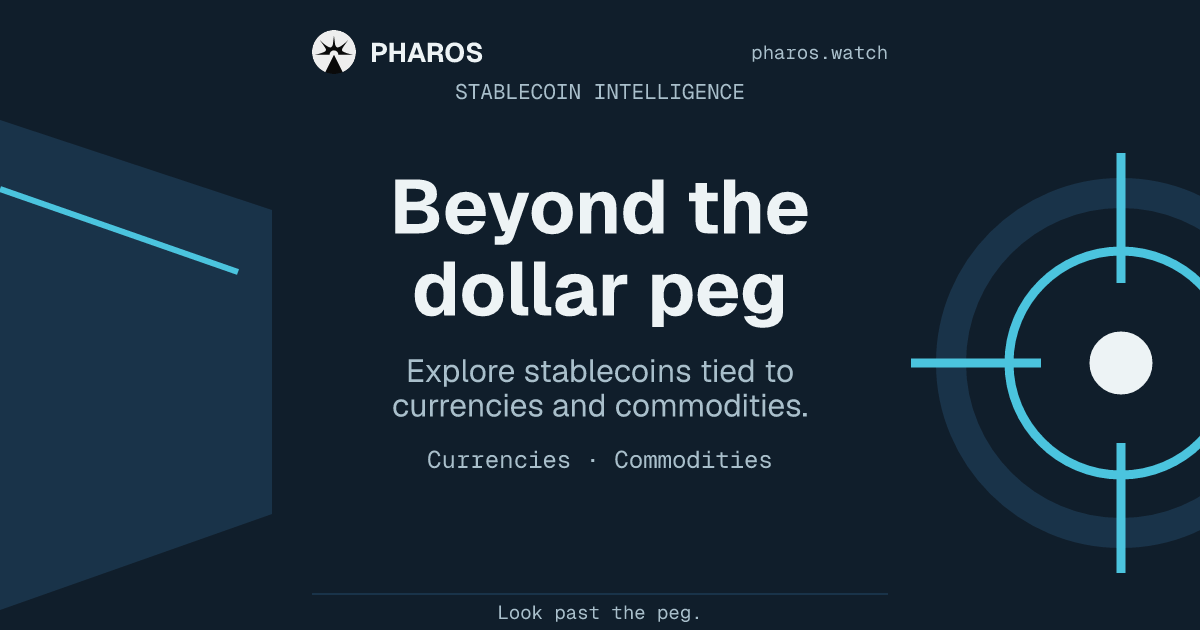 PHAROS
pharos.watch
STABLECOIN INTELLIGENCE
Beyond the
dollar peg
Explore stablecoins tied to
currencies and commodities.
Currencies · Commodities
Look past the peg.